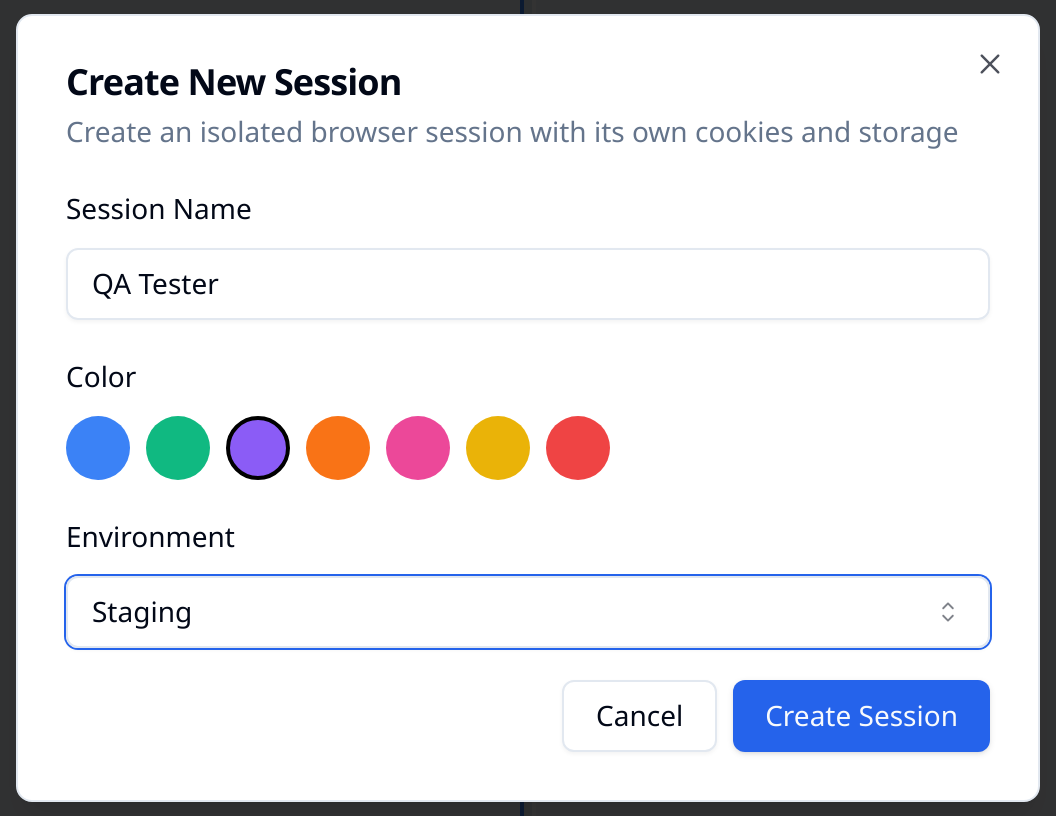 Create New Session
Create an isolated browser session with its own cookies and storage
Session Name
QA Tester
Color
Environment
Staging
Cancel
Create Session